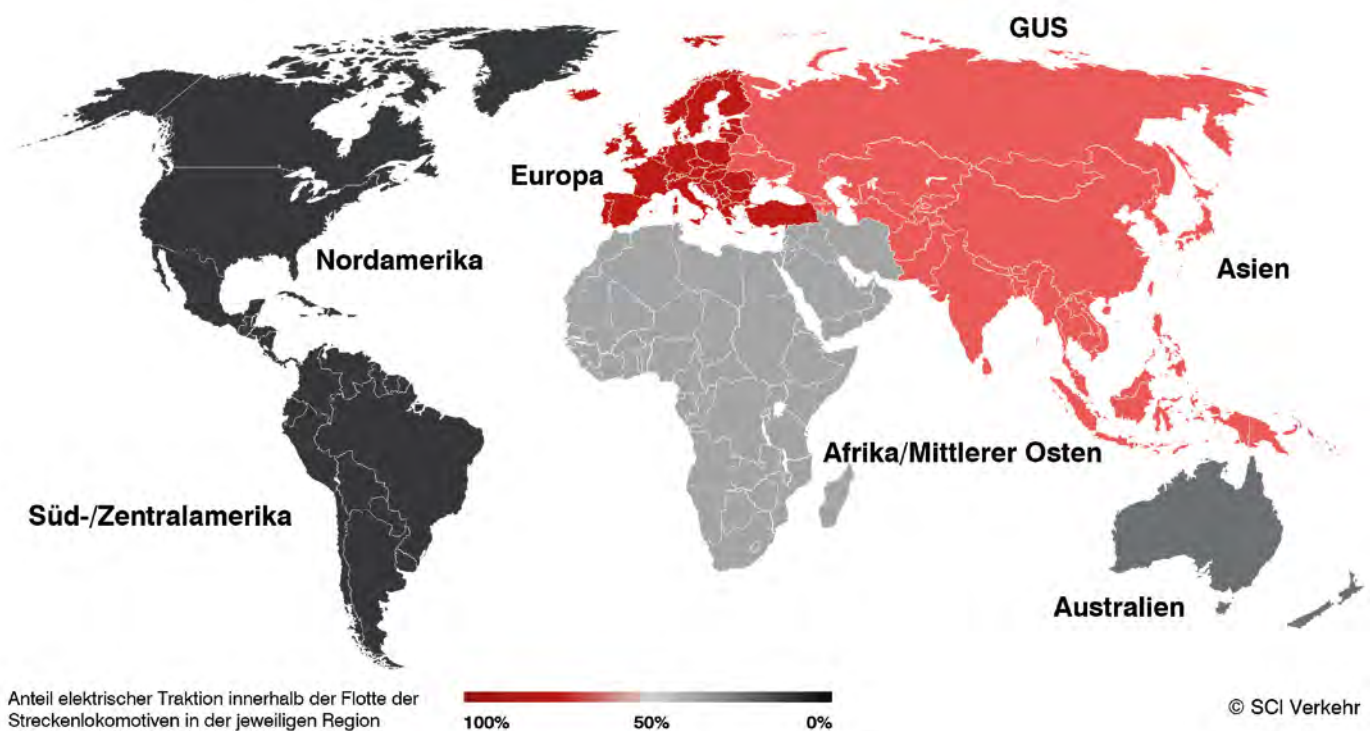 GUS
Europa
Nordamerika
Asien
Afrika/Mittlerer Osten
Süd-/Zentralamerika
Australien
Anteil elektrischer Traktion innerhalb der Flotte der
Streckenlokomotiven in der jeweiligen Region
100%
50%
0%
© SCI Verkehr